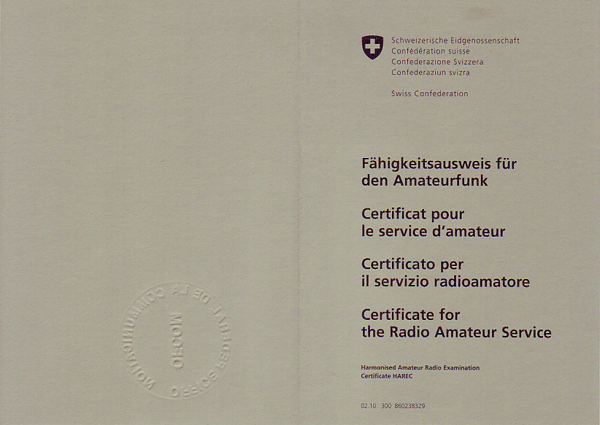 Schweizerische Eidgenossenschaft
Confédération suisse
Confederazione Svizzera
Confederaziun svizra
Swiss Confederation
Fähigkeitsausweis für
den Amateurfunk
Certificat pour
le service d'amateur
Certificato per
il servizio radioamatore
Certificate for
the Radio Amateur Service
Harmonised Amateur Radio Examination
Certificate HAREC
02.10 300 860238329
OFCOM